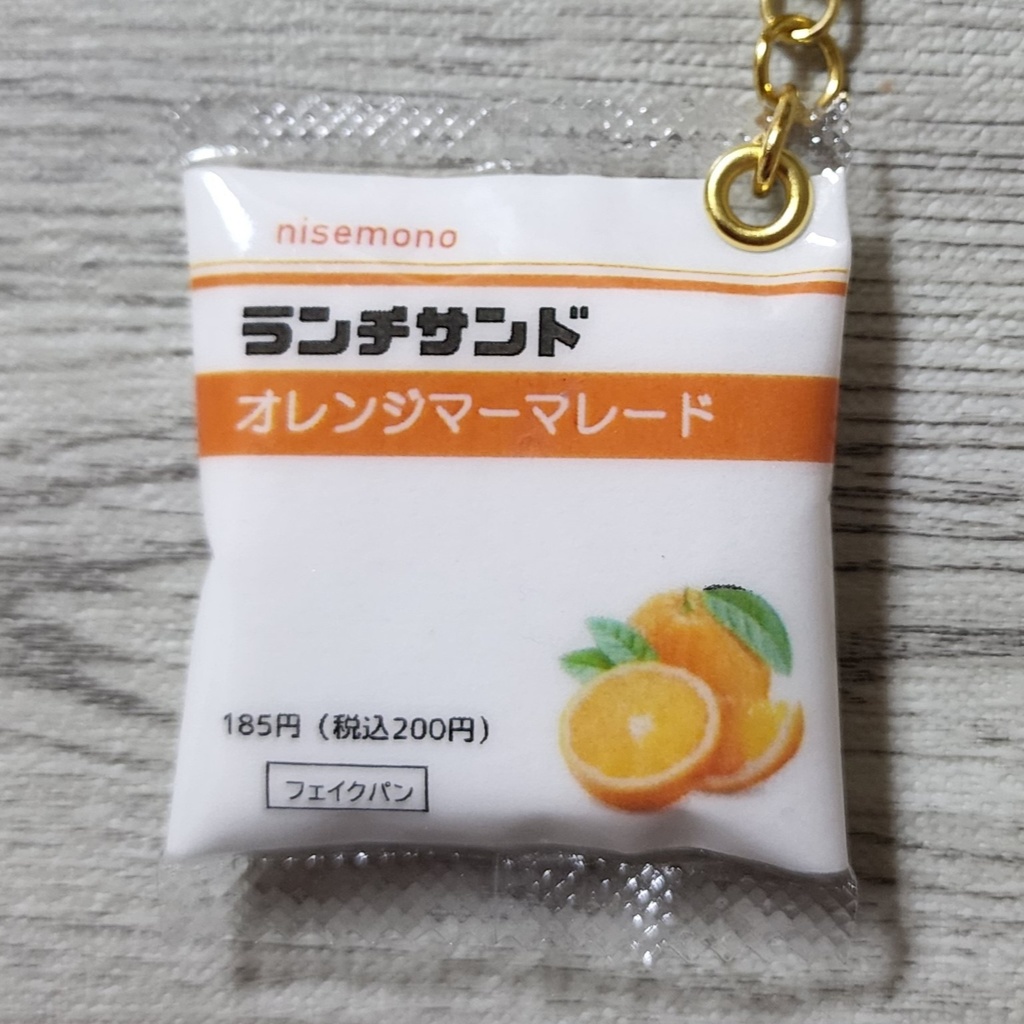 nisemono
ランチサンド
オレンジマーマレード
185円（税込200円）
フェイクパン